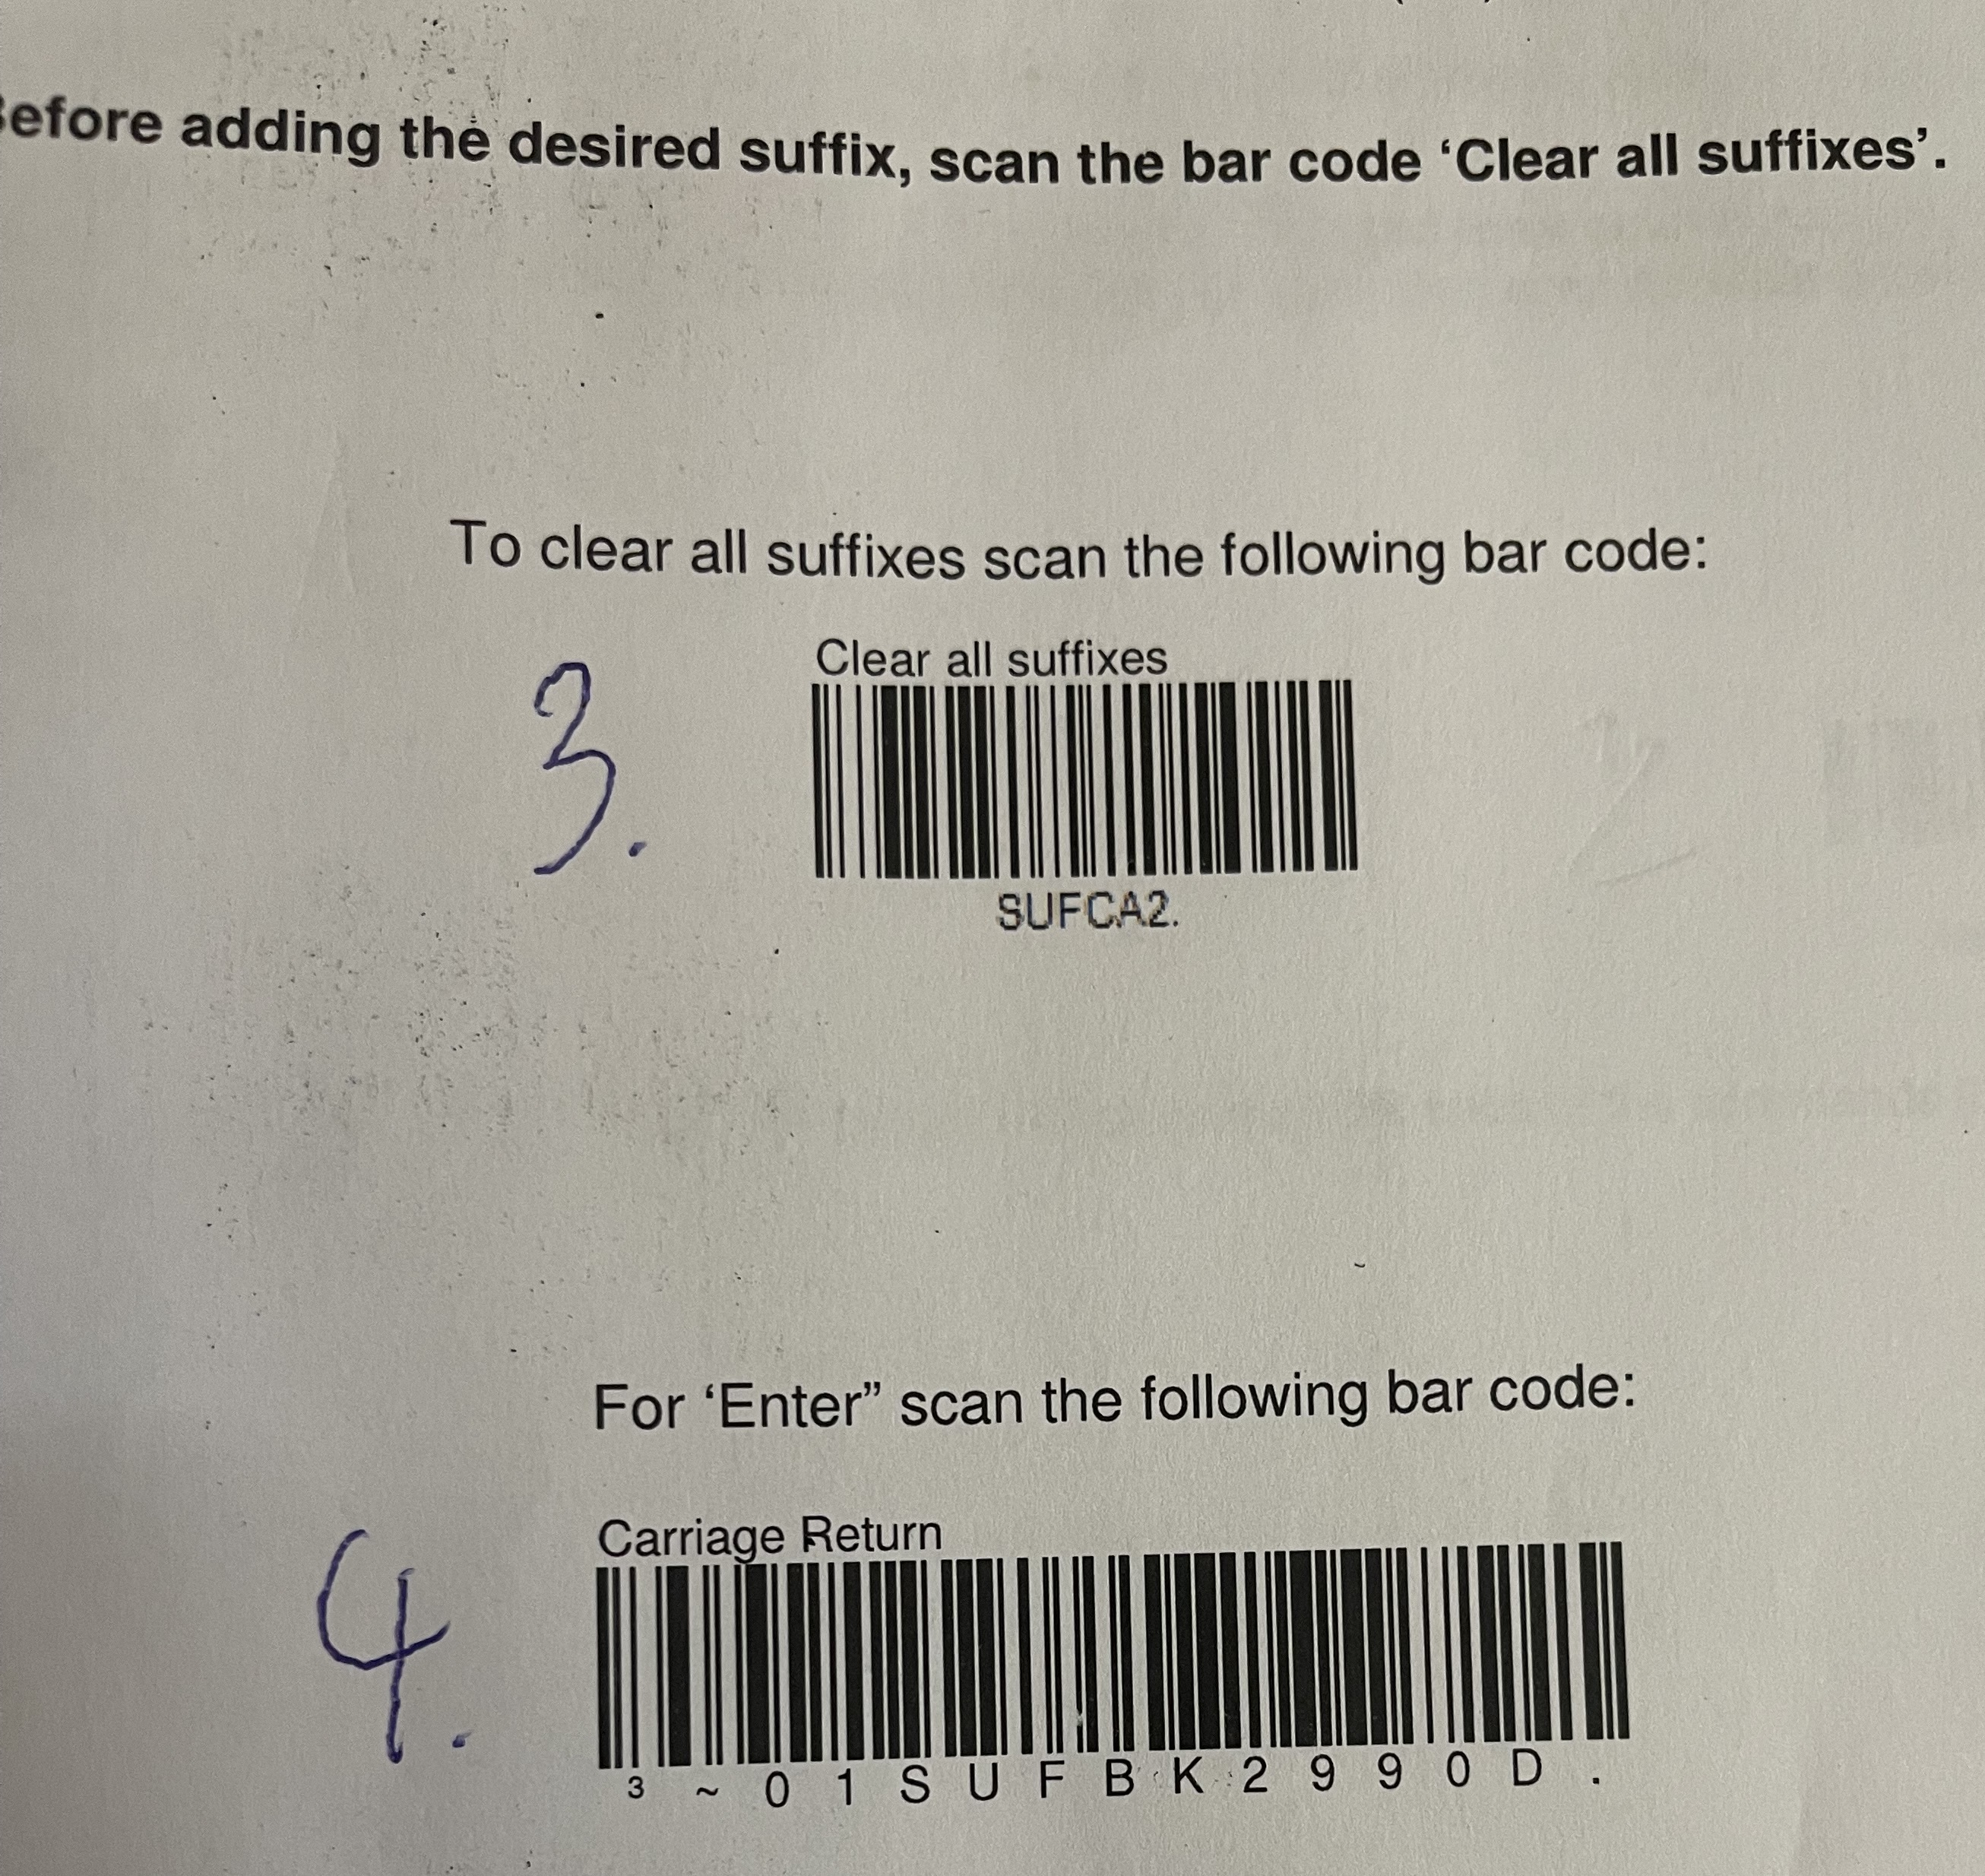 Before adding the desired suffix, scan the bar code ‘Clear all suffixes’.
To clear all suffixes scan the following bar code:
3.
Clear all suffixes
SUFCA2.
For ‘Enter” scan the following bar code:
4.
Carriage Return
³ ~ 0 1 S U F B K 2 9 9 0 D .